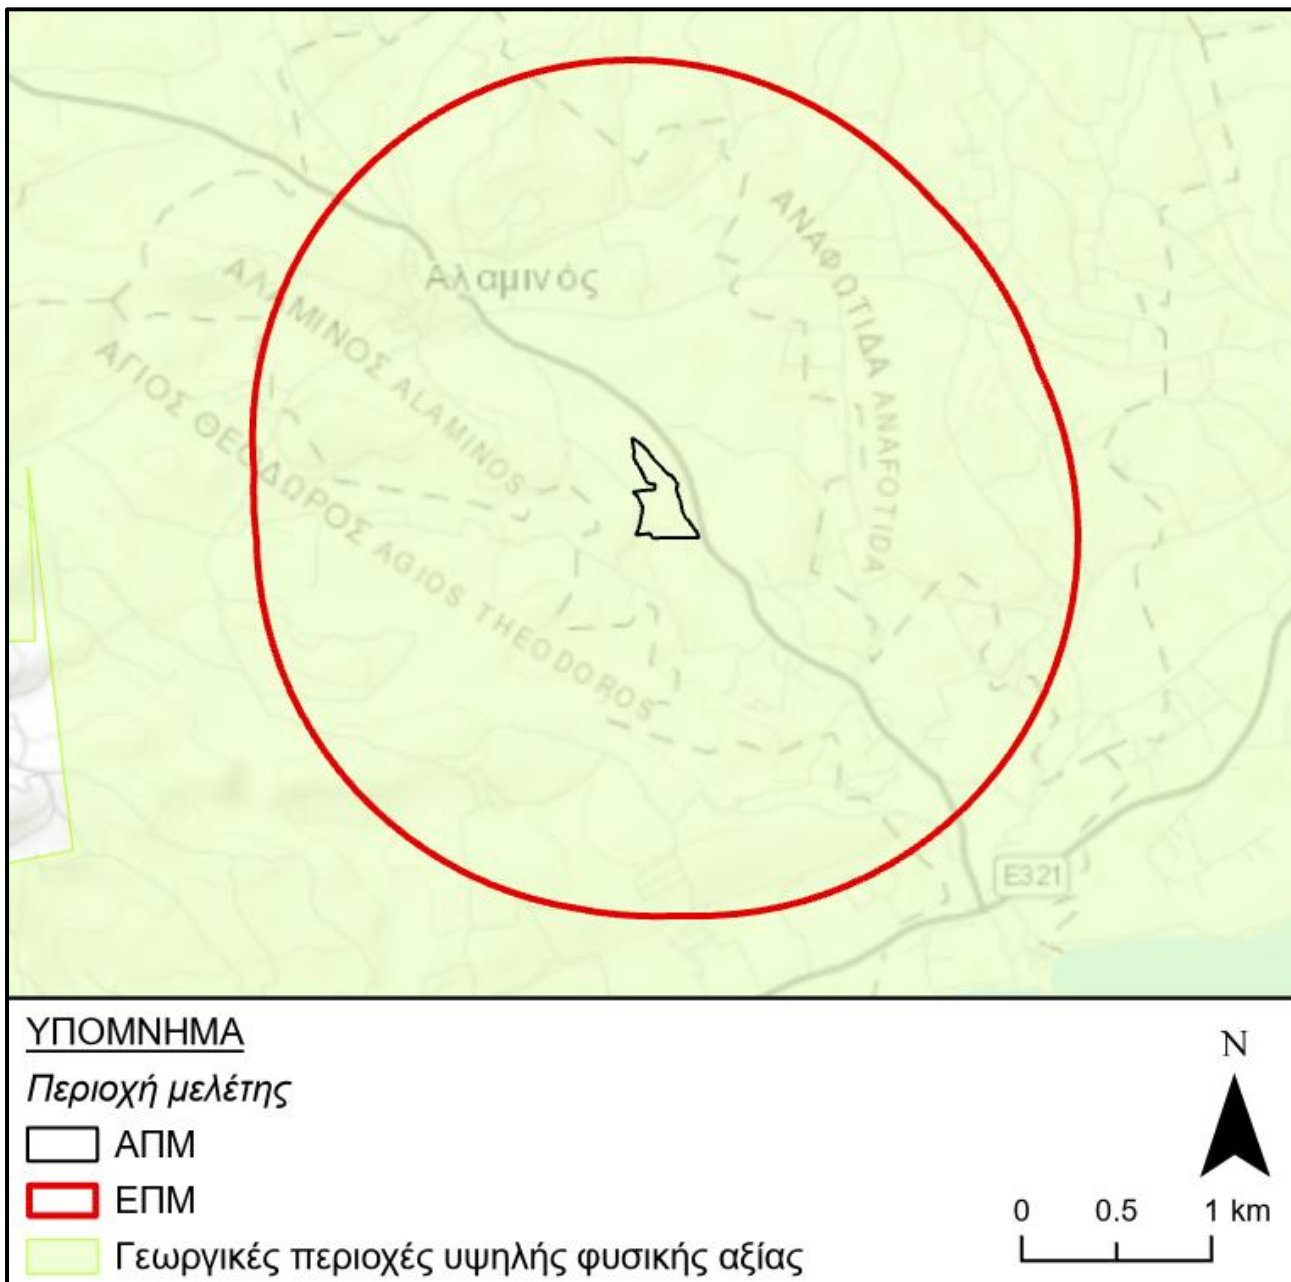 Αλαμινός
ΑΝΑΦΩΤΙΔΑ ANAFOTIDA
ΑΛΑΜΙΝΟΣ ALAMINOS
ΑΓΙΟΣ ΘΕΟΔΩΡΟΣ AGIOS THEODOROS
E321
ΥΠΟΜΝΗΜΑ
Περιοχή μελέτης
ΑΠΜ
ΕΠΜ
Γεωργικές περιοχές υψηλής φυσικής αξίας
N
0 0.5 1 km